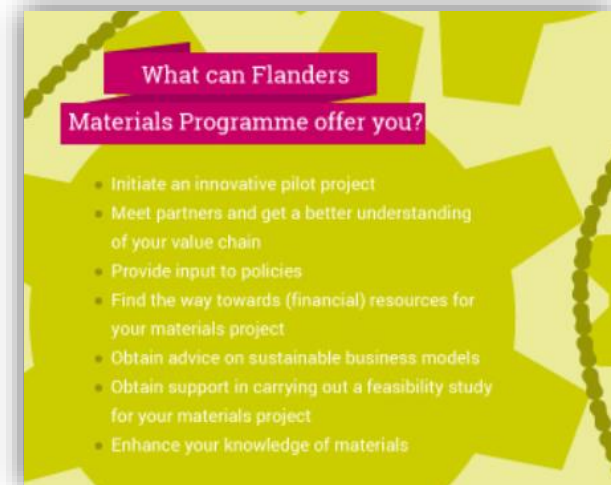 What can Flanders
Materials Programme offer you?
• Initiate an innovative pilot project
• Meet partners and get a better understanding
of your value chain
• Provide input to policies
• Find the way towards (financial) resources for
your materials project
• Obtain advice on sustainable business models
• Obtain support in carrying out a feasibility study
for your materials project
• Enhance your knowledge of materials